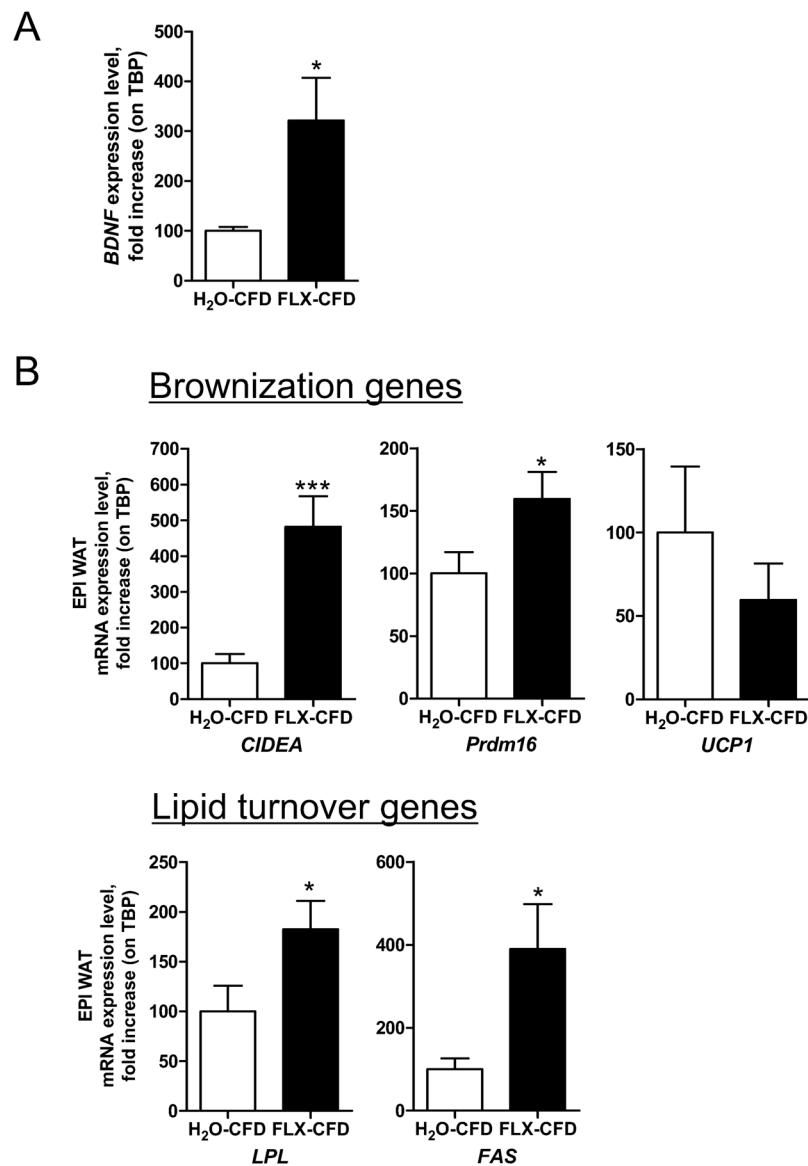 A
BDNF expression level,
fold increase (on TBP)
500
400
300
200
100
0
*
H₂O-CFD FLX-CFD
B
Brownization genes
EPI WAT
mRNA expression level,
fold increase (on TBP)
700
600
500
400
300
200
100
0
***
H₂O-CFD FLX-CFD
CIDEA
200
150
100
50
0
*
H₂O-CFD FLX-CFD
Prdm16
150
100
50
0
H₂O-CFD FLX-CFD
UCP1
Lipid turnover genes
EPI WAT
mRNA expression level,
fold increase (on TBP)
250
200
150
100
50
0
*
H₂O-CFD FLX-CFD
LPL
600
400
200
0
*
H₂O-CFD FLX-CFD
FAS